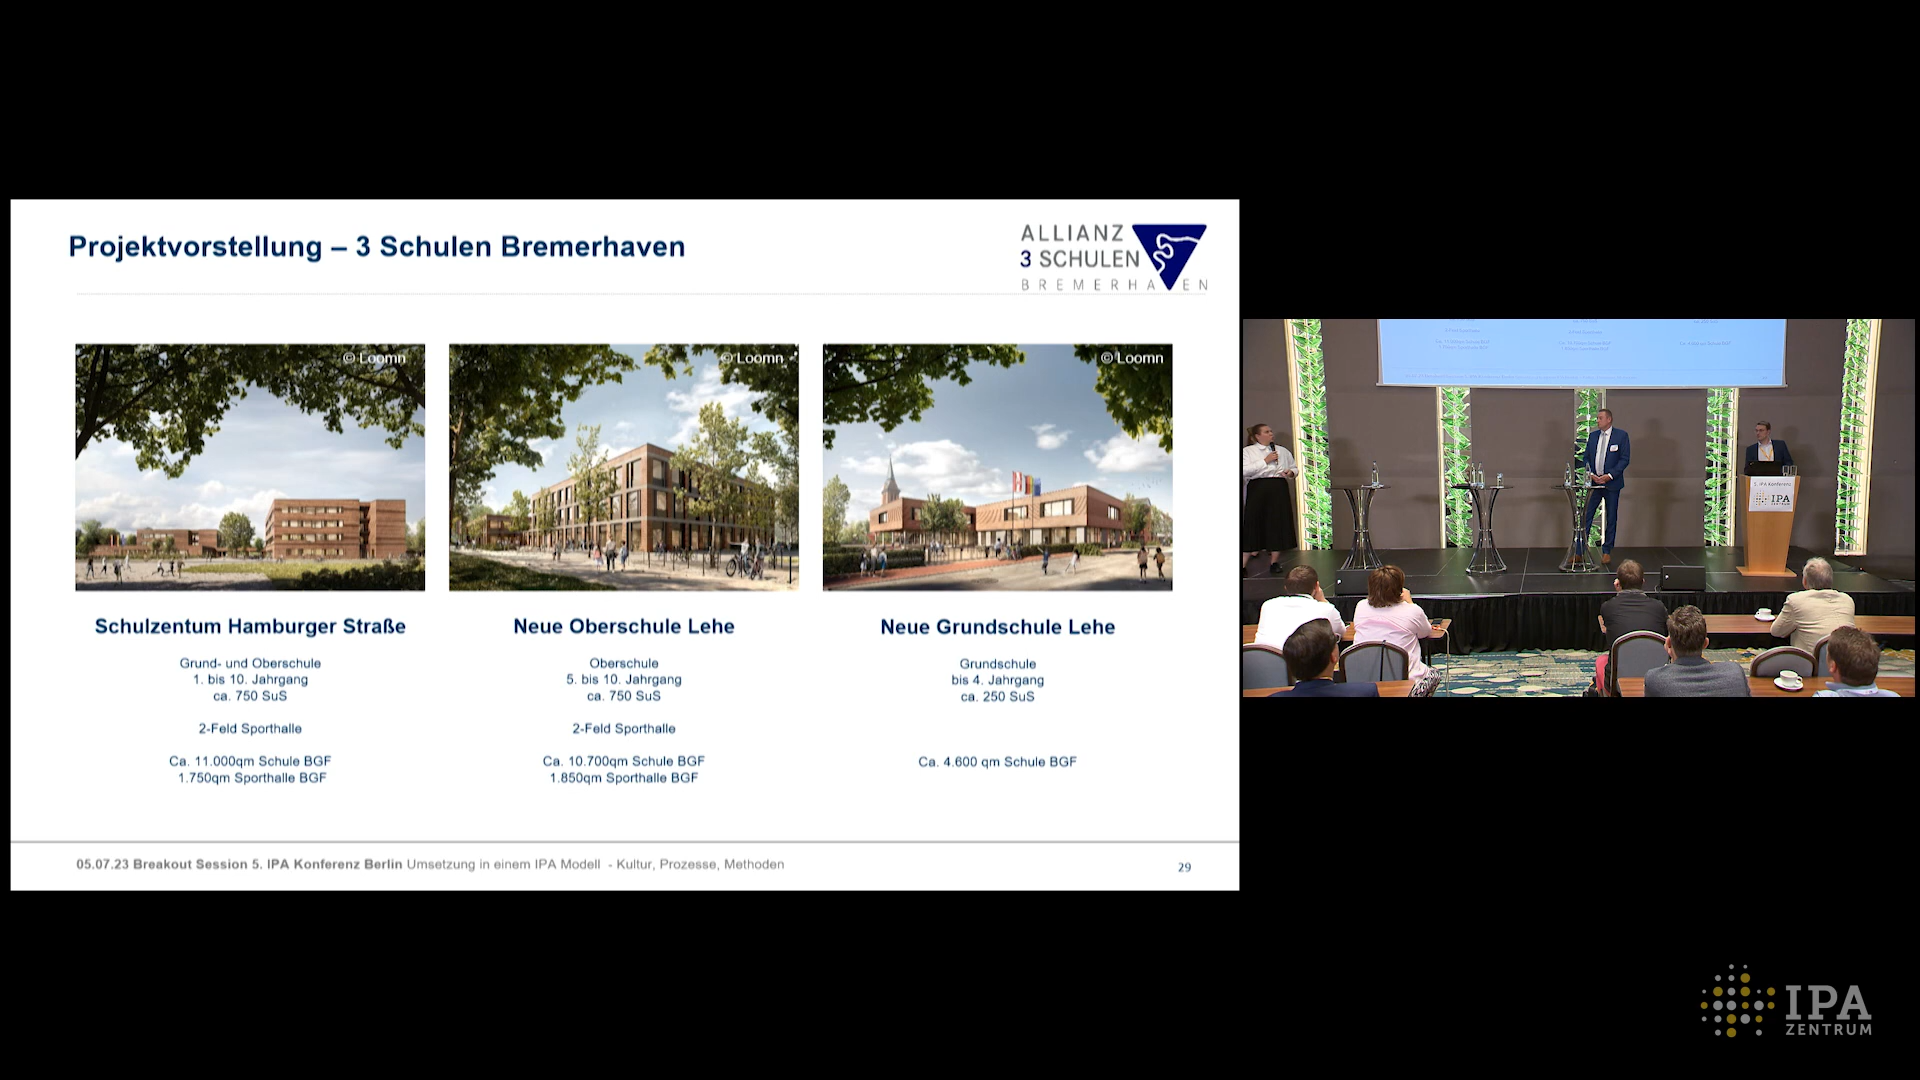 Projektvorstellung – 3 Schulen Bremerhaven
ALLIANZ
3 SCHULEN
BREMERHAVEN
© Loomn
© Loomn
© Loomn
Schulzentum Hamburger Straße
Grund- und Oberschule
1. bis 10. Jahrgang
ca. 750 SuS
2-Feld Sporthalle
Ca. 11.000qm Schule BGF
1.750qm Sporthalle BGF
Neue Oberschule Lehe
Oberschule
5. bis 10. Jahrgang
ca. 750 SuS
2-Feld Sporthalle
Ca. 10.700qm Schule BGF
1.850qm Sporthalle BGF
Neue Grundschule Lehe
Grundschule
bis 4. Jahrgang
ca. 250 SuS
Ca. 4.600 qm Schule BGF
05.07.23 Breakout Session 5. IPA Konferenz Berlin Umsetzung in einem IPA Modell - Kultur, Prozesse, Methoden
29
5. IPA Konferenz
IPA
ZENTRUM
IPA
ZENTRUM